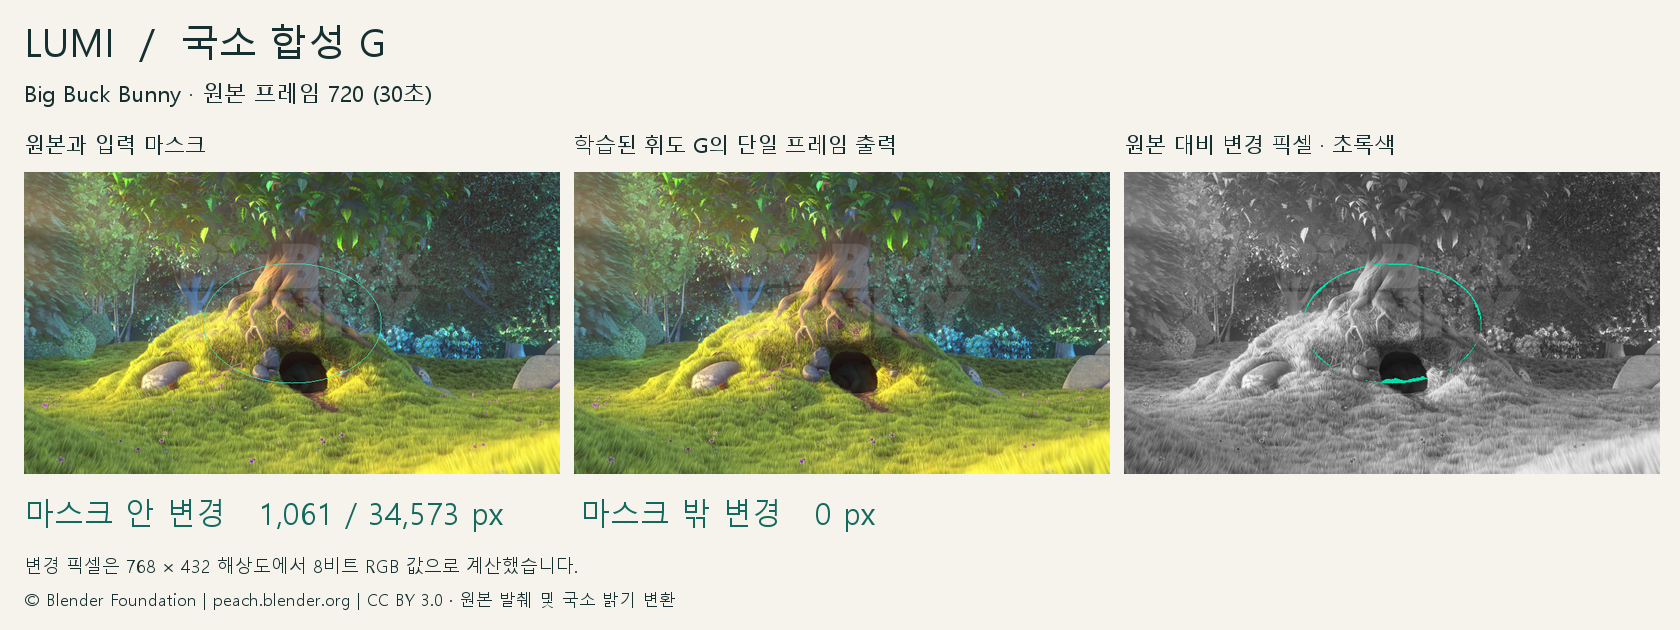 LUMI / 국소 합성 G
Big Buck Bunny · 원본 프레임 720 (30초)
원본과 입력 마스크
학습된 휘도 G의 단일 프레임 출력
원본 대비 변경 픽셀 · 초록색
마스크 안 변경 1,061 / 34,573 px
마스크 밖 변경 0 px
변경 픽셀은 768 × 432 해상도에서 8비트 RGB 값으로 계산했습니다.
© Blender Foundation | peach.blender.org | CC BY 3.0 · 원본 발췌 및 국소 밝기 변환